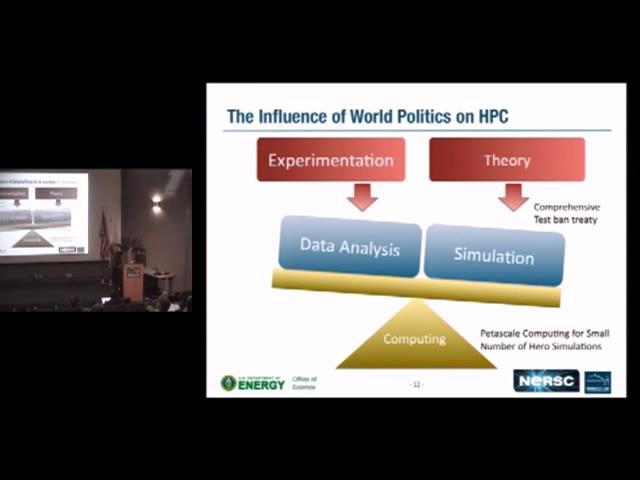 The Influence of World Politics on HPC
Experimentation
Theory
Comprehensive
Test ban treaty
Data Analysis
Simulation
Computing
Petascale Computing for Small
Number of Hero Simulations
U.S. DEPARTMENT OF
ENERGY
Office of
Science
- 12 -
NERSC